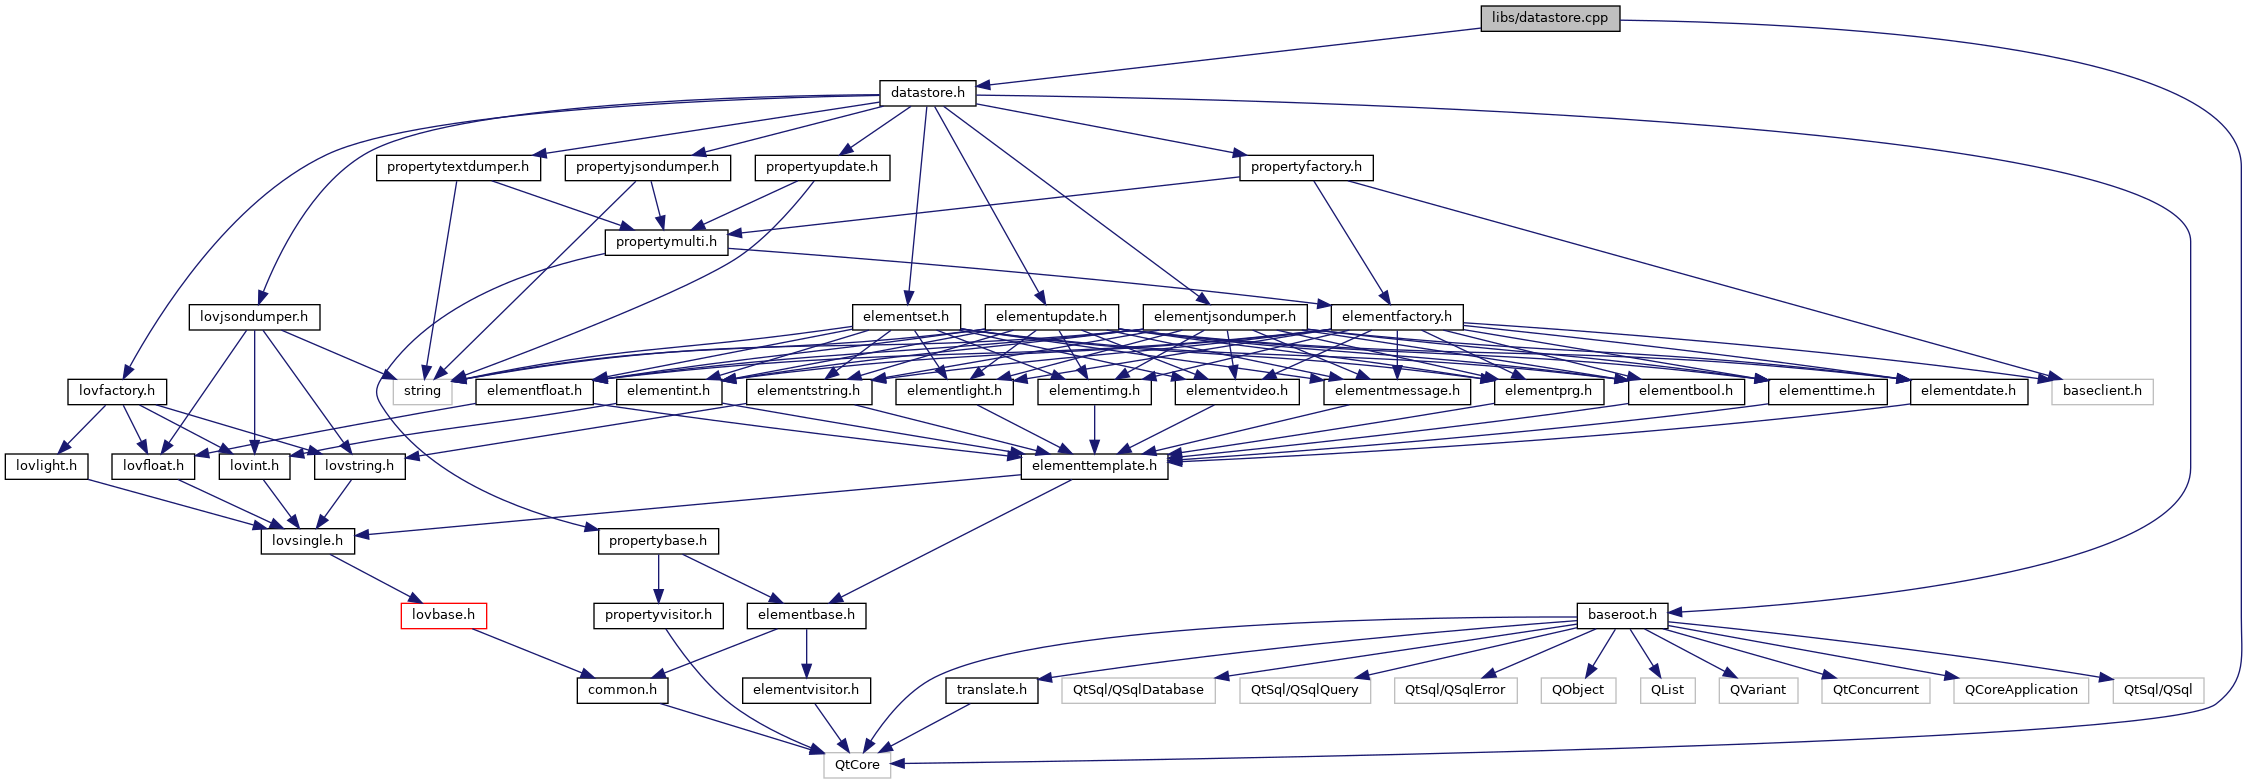 libs/datastore.cpp
datastore.h
propertytextdumper.h
propertyjsondumper.h
propertyupdate.h
propertyfactory.h
propertymulti.h
lovjsondumper.h
elementset.h
elementupdate.h
elementjsondumper.h
elementfactory.h
lovfactory.h
string
elementfloat.h
elementint.h
elementstring.h
elementlight.h
elementimg.h
elementvideo.h
elementmessage.h
elementprg.h
elementbool.h
elementtime.h
elementdate.h
baseclient.h
lovlight.h
lovfloat.h
lovint.h
lovstring.h
elementtemplate.h
lovsingle.h
propertybase.h
lovbase.h
propertyvisitor.h
elementbase.h
baseroot.h
common.h
elementvisitor.h
translate.h
QtSql/QSqlDatabase
QtSql/QSqlQuery
QtSql/QSqlError
QObject
QList
QVariant
QtConcurrent
QCoreApplication
QtSql/QSql
QtCore